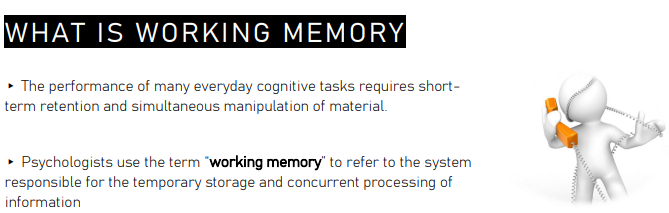 WHAT IS WORKING MEMORY
‣ The performance of many everyday cognitive tasks requires short-
term retention and simultaneous manipulation of material.
‣ Psychologists use the term "working memory" to refer to the system
responsible for the temporary storage and concurrent processing of
information